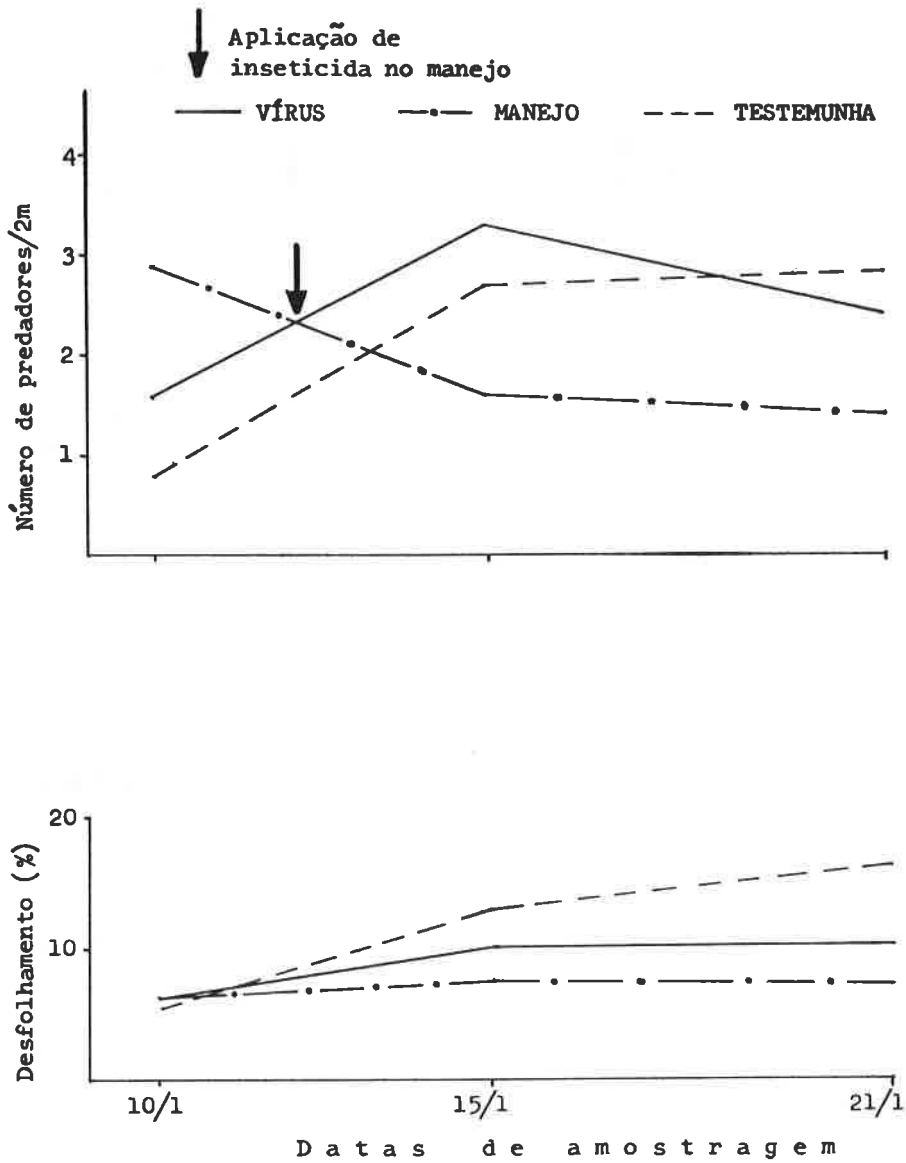 Aplicação de
inseticida no manejo
VÍRUS MANEJO TESTEMUNHA
Número de predadores/2m
4
3
2
1
Desfolhamento (%)
20
10
10/1 15/1 21/1
Datas de amostragem